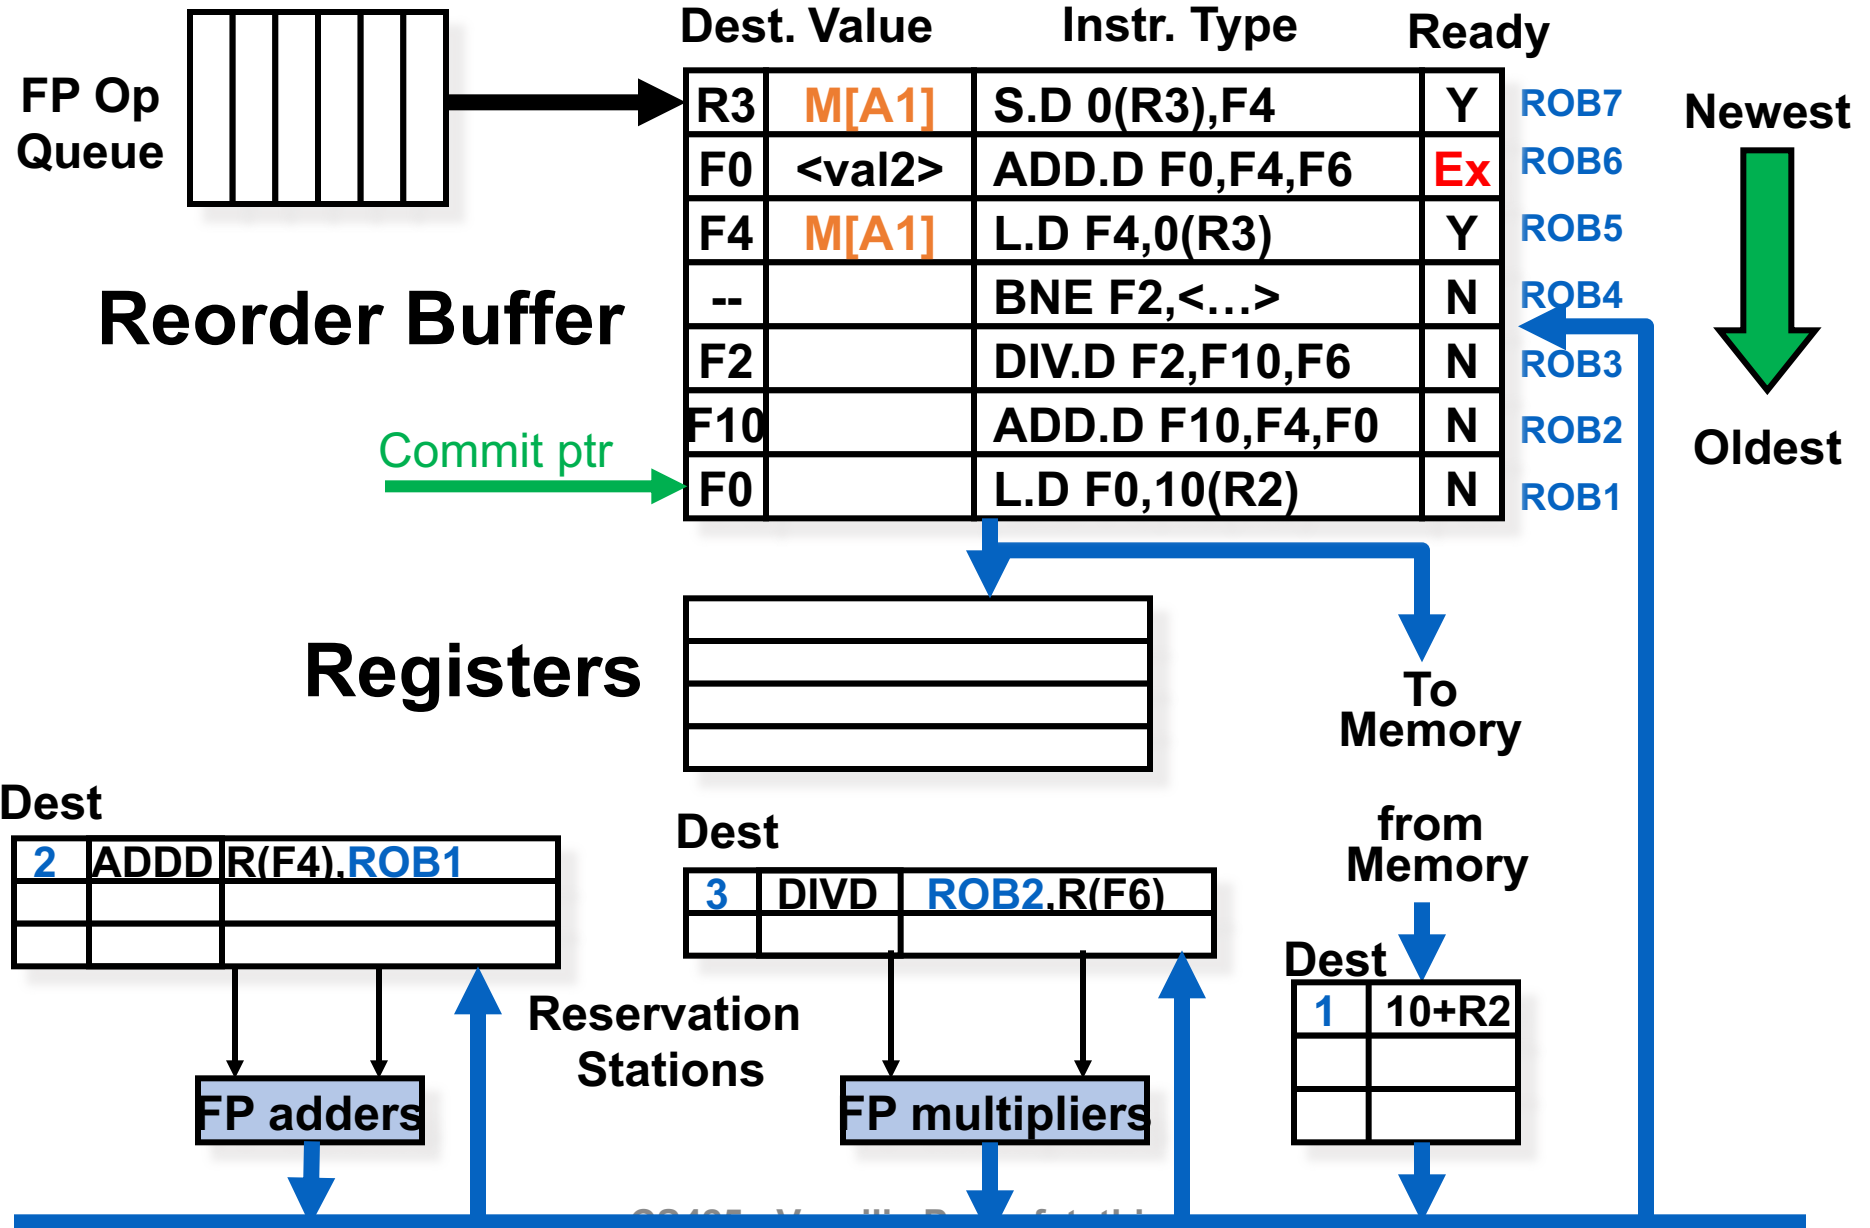 Dest. Value Instr. Type Ready
FP Op
Queue
R3 M[A1] S.D 0(R3),F4 Y ROB7
F0 <val2> ADD.D F0,F4,F6 Ex ROB6
F4 M[A1] L.D F4,0(R3) Y ROB5
-- BNE F2,<…> N ROB4
F2 DIV.D F2,F10,F6 N ROB3
F10 ADD.D F10,F4,F0 N ROB2
F0 L.D F0,10(R2) N ROB1
Newest
Oldest
Reorder Buffer
Commit ptr
Registers
To
Memory
from
Memory
Dest
2 ADDD R(F4),ROB1
Dest
3 DIVD ROB2,R(F6)
Dest
1 10+R2
Reservation
Stations
FP adders
FP multipliers